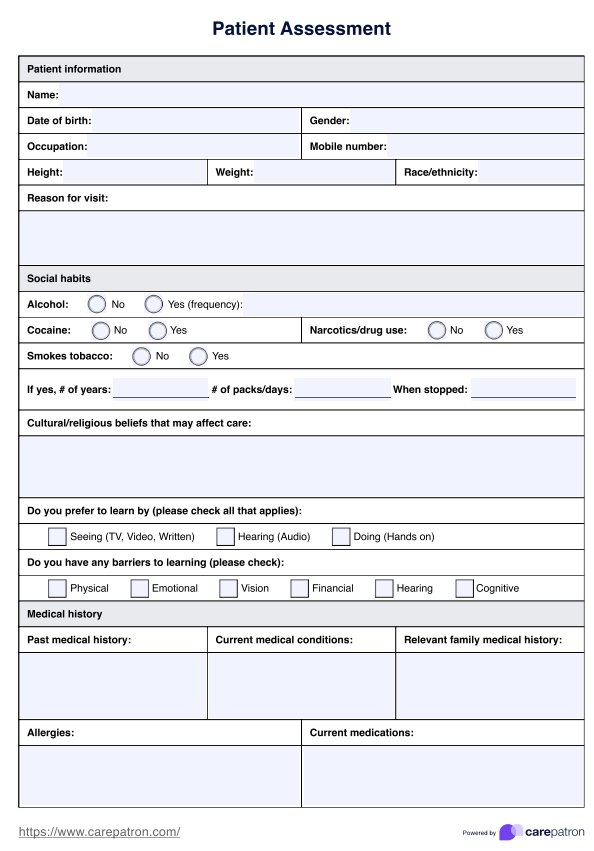 Patient Assessment
Patient information
Name:
Date of birth: Gender:
Occupation: Mobile number:
Height: Weight: Race/ethnicity:
Reason for visit:
Social habits
Alcohol: No Yes (frequency):
Cocaine: No Yes Narcotics/drug use: No Yes
Smokes tobacco: No Yes
If yes, # of years: # of packs/days: When stopped:
Cultural/religious beliefs that may affect care:
Do you prefer to learn by (please check all that applies):
Seeing (TV, Video, Written) Hearing (Audio) Doing (Hands on)
Do you have any barriers to learning (please check):
Physical Emotional Vision Financial Hearing Cognitive
Medical history
Past medical history: Current medical conditions: Relevant family medical history:
Allergies: Current medications:
https://www.carepatron.com/ Powered by carepatron